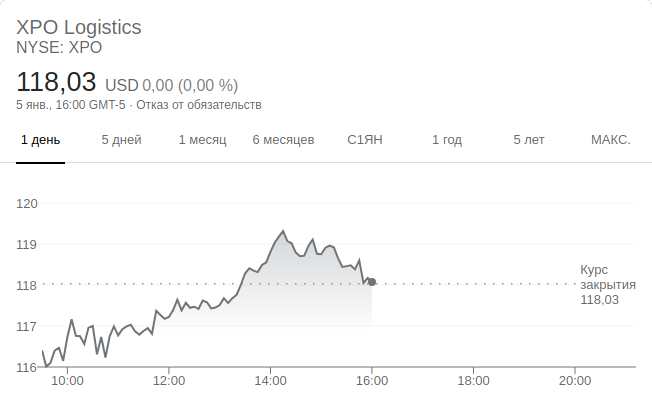 XPO Logistics
NYSE: XPO
118,03 USD 0,00 (0,00 %)
5 янв., 16:00 GMT-5 · Отказ от обязательств
1 день 5 дней 1 месяц 6 месяцев С1ЯН 1 год 5 лет МАКС.
120
119
118
117
116
Курс
закрытия
118,03
10:00 12:00 14:00 16:00 18:00 20:00